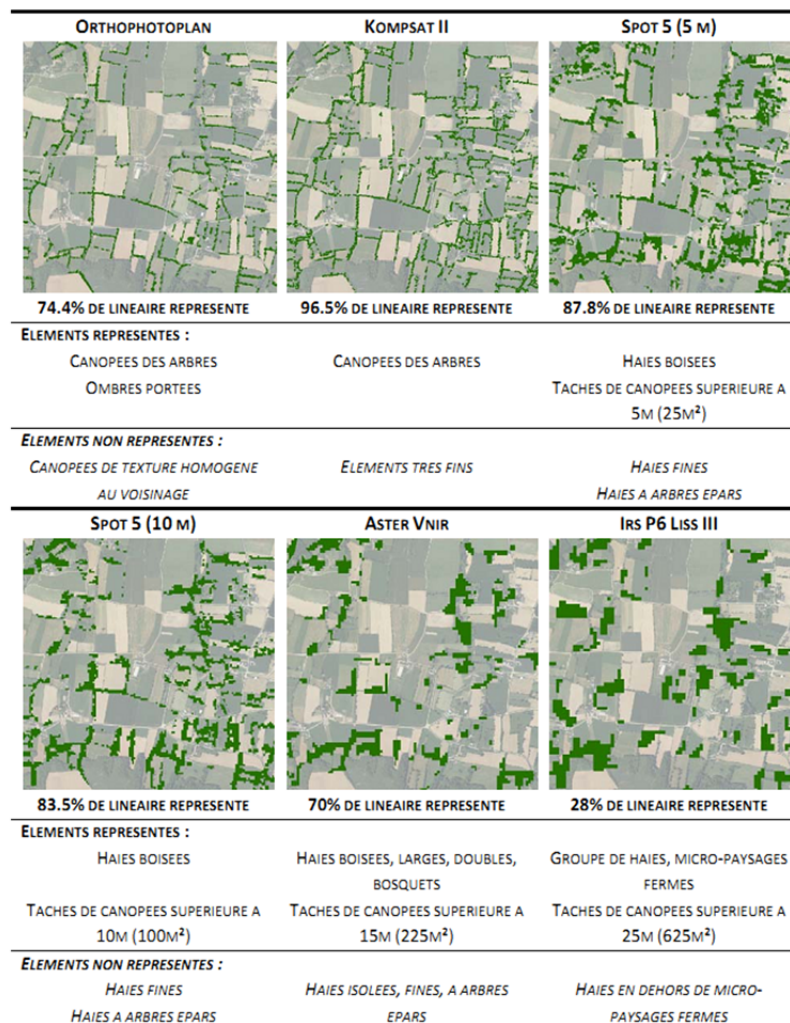 ORTHOPHOTOPLAN KOMPSAT II SPOT 5 (5 M)
74.4% DE LINEAIRE REPRESENTE 96.5% DE LINEAIRE REPRESENTE 87.8% DE LINEAIRE REPRESENTE
ELEMENTS REPRESENTES :
CANOPEES DES ARBRES CANOPEES DES ARBRES HAIES BOISEES
OMBRES PORTEES TACHES DE CANOPEES SUPERIEURE A
5M (25M²)
ELEMENTS NON REPRESENTES :
CANOPEES DE TEXTURE HOMOGENE ELEMENTS TRES FINS HAIES FINES
AU VOISINAGE HAIES A ARBRES EPARS
SPOT 5 (10 M) ASTER VNIR IRS P6 LISS III
83.5% DE LINEAIRE REPRESENTE 70% DE LINEAIRE REPRESENTE 28% DE LINEAIRE REPRESENTE
ELEMENTS REPRESENTES :
HAIES BOISEES HAIES BOISEES, LARGES, DOUBLES, GROUPE DE HAIES, MICRO-PAYSAGES
BOSQUETS FERMES
TACHES DE CANOPEES SUPERIEURE A TACHES DE CANOPEES SUPERIEURE A TACHES DE CANOPEES SUPERIEURE A
10M (100M²) 15M (225M²) 25M (625M²)
ELEMENTS NON REPRESENTES :
HAIES FINES HAIES ISOLEES, FINES, A ARBRES HAIES EN DEHORS DE MICRO-
HAIES A ARBRES EPARS EPARS PAYSAGES FERMES